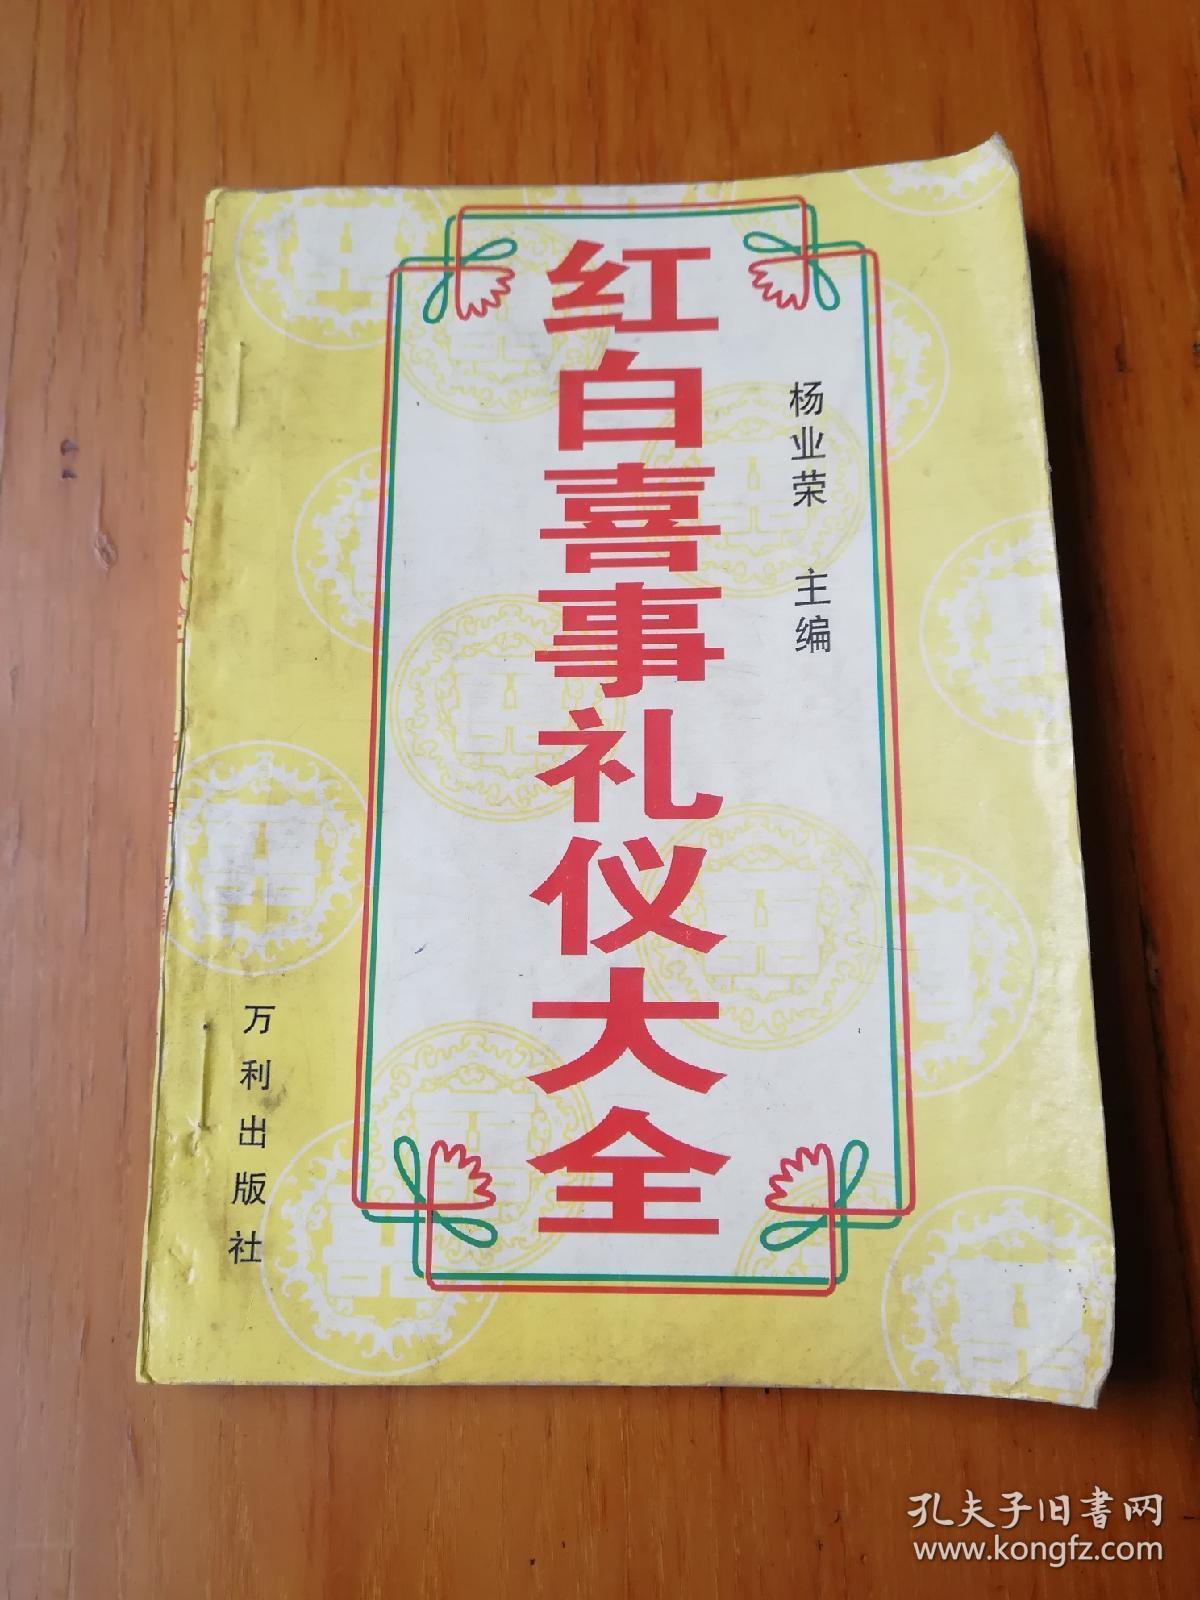 红白喜事礼仪大全
杨业荣 主编
万利出版社
孔夫子旧书网
www.kongfz.com